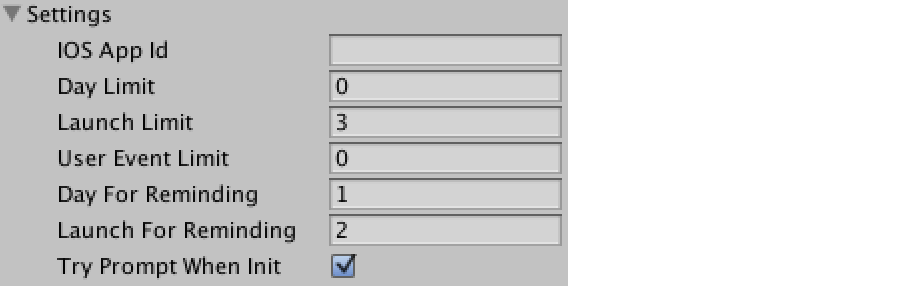 Settings
IOS App Id
Day Limit 0
Launch Limit 3
User Event Limit 0
Day For Reminding 1
Launch For Reminding 2
Try Prompt When Init